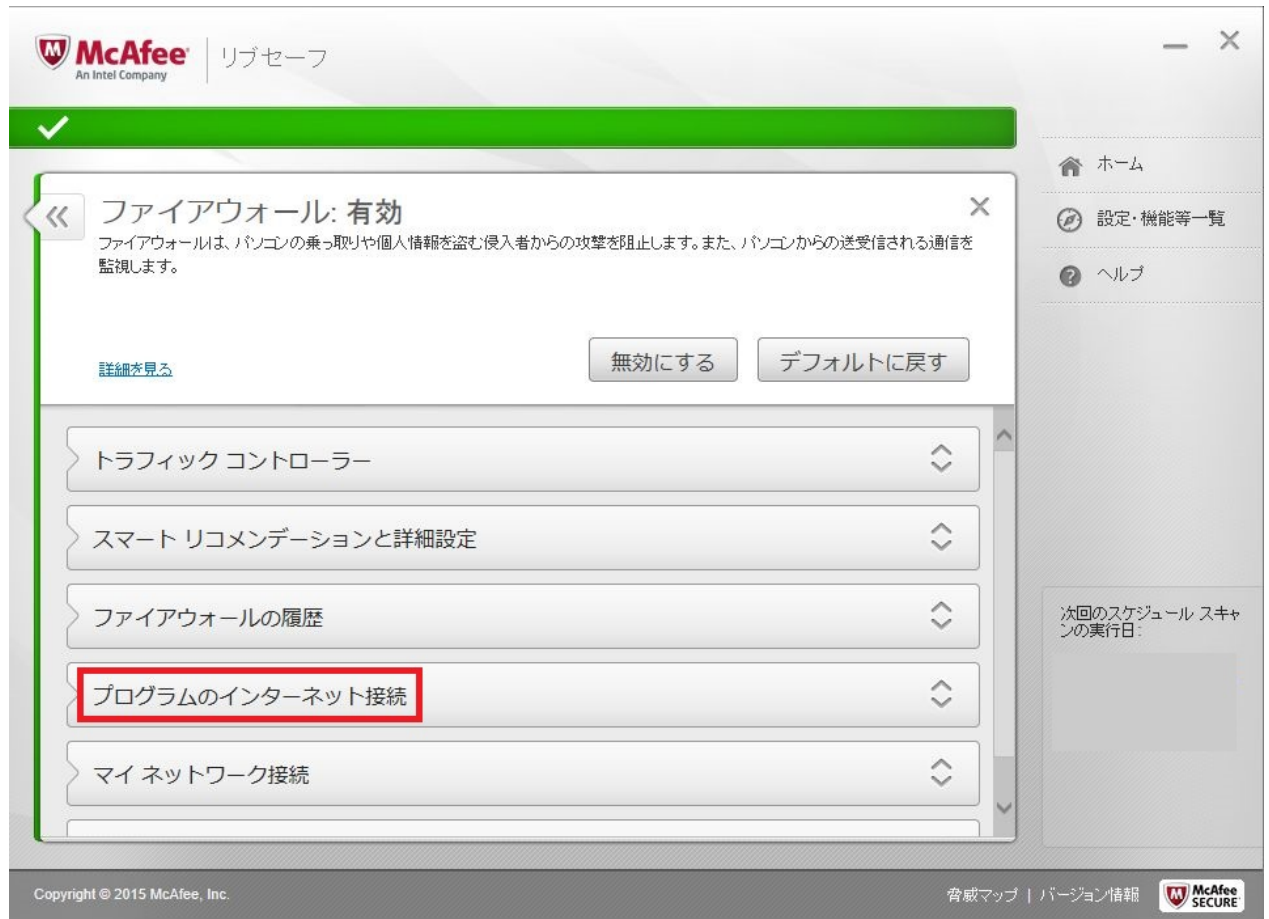 McAfee
An Intel Company
リブセーフ
ホーム
設定・機能等一覧
ヘルプ
ファイアウォール: 有効
ファイアウォールは、パソコンの乗っ取りや個人情報を盗む侵入者からの攻撃を阻止します。また、パソコンからの送受信される通信を
監視します。
詳細を見る
無効にする
デフォルトに戻す
トラフィック コントローラー
スマート リコメンデーションと詳細設定
ファイアウォールの履歴
プログラムのインターネット接続
マイ ネットワーク接続
次回のスケジュール スキャ
ンの実行日:
Copyright © 2015 McAfee, Inc.
脅威マップ | バージョン情報
McAfee
SECURE